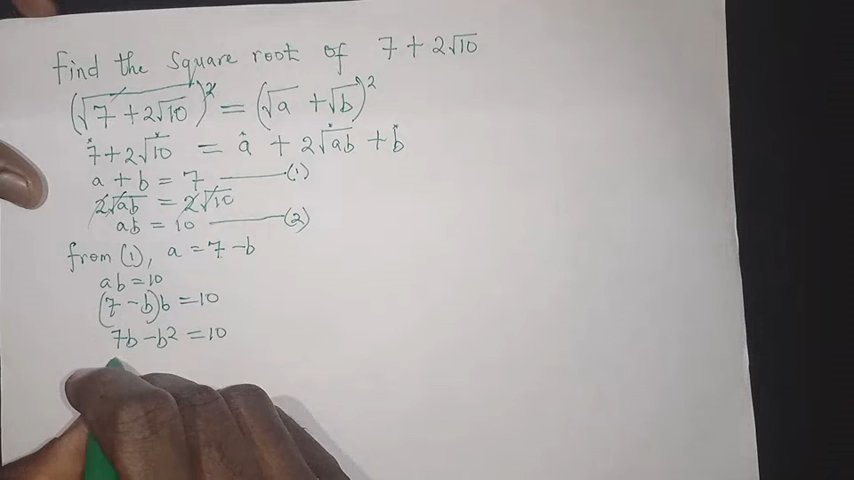 find the square root of 7 + 2√10
(√7 + 2√10)² = (√a + √b)²
7 + 2√10 = a + 2√ab + b
a + b = 7 ——— (1)
2√ab = 2√10
ab = 10 ——— (2)
from (1), a = 7 - b
ab = 10
(7 - b)b = 10
7b - b² = 10